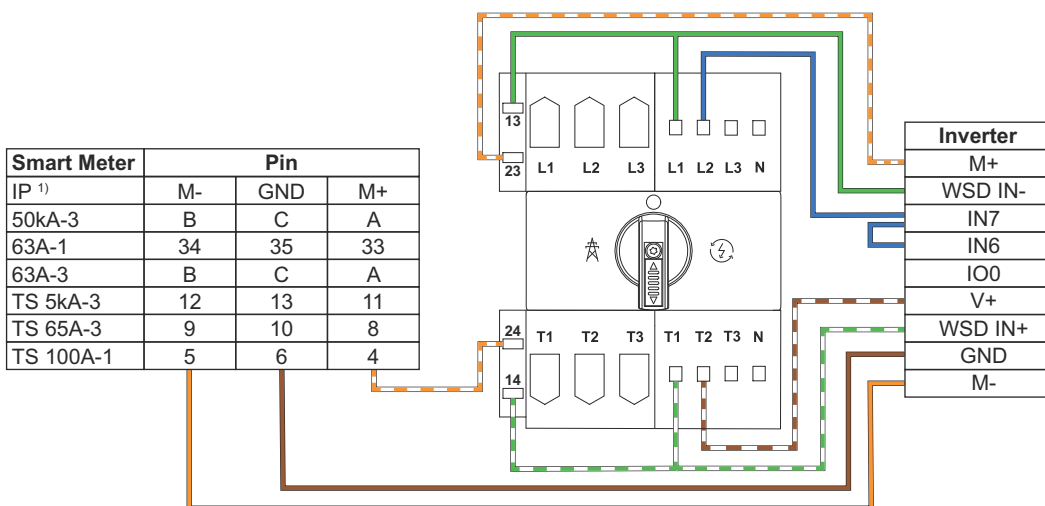 Smart Meter Pin
IP 1) M- GND M+
50kA-3 B C A
63A-1 34 35 33
63A-3 B C A
TS 5kA-3 12 13 11
TS 65A-3 9 10 8
TS 100A-1 5 6 4
13
23 L1 L2 L3 L1 L2 L3 N
24 T1 T2 T3 T1 T2 T3 N
14
Inverter
M+
WSD IN-
IN7
IN6
IO0
V+
WSD IN+
GND
M-